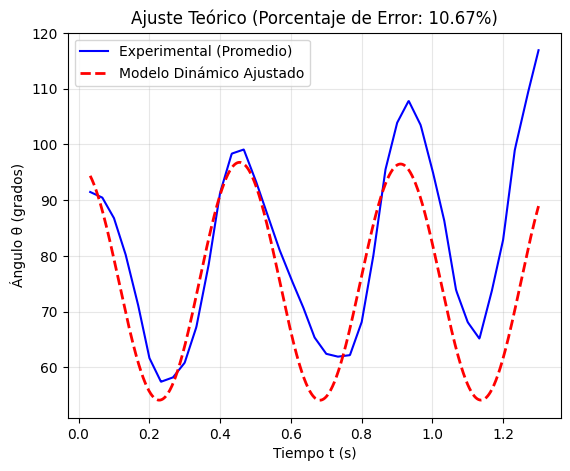 Ajuste Teórico (Porcentaje de Error: 10.67%)
Experimental (Promedio)
Modelo Dinámico Ajustado
Ángulo θ (grados)
120
110
100
90
80
70
60
0.0 0.2 0.4 0.6 0.8 1.0 1.2
Tiempo t (s)